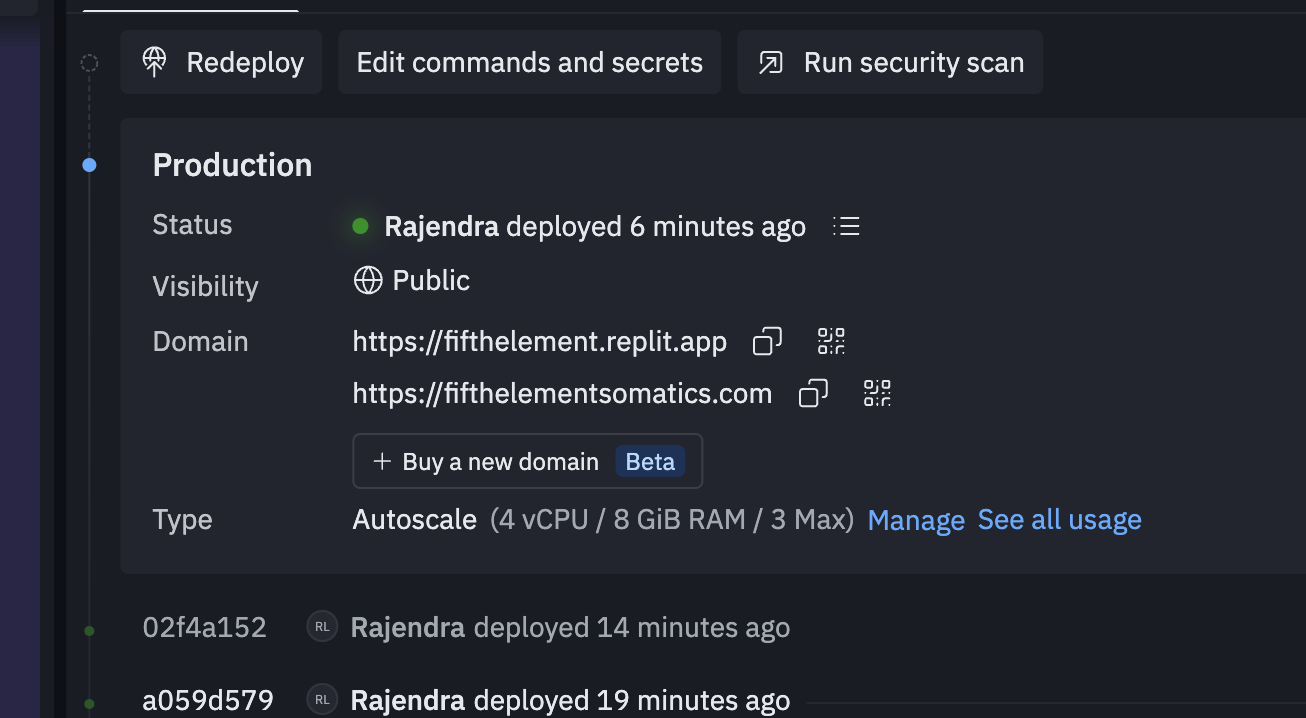 Redeploy Edit commands and secrets Run security scan
Production
Status Rajendra deployed 6 minutes ago
Visibility Public
Domain https://fifthelement.replit.app
https://fifthelementsomatics.com
+ Buy a new domain Beta
Type Autoscale (4 vCPU / 8 GiB RAM / 3 Max) Manage See all usage
02f4a152 RL Rajendra deployed 14 minutes ago
a059d579 RL Rajendra deployed 19 minutes ago